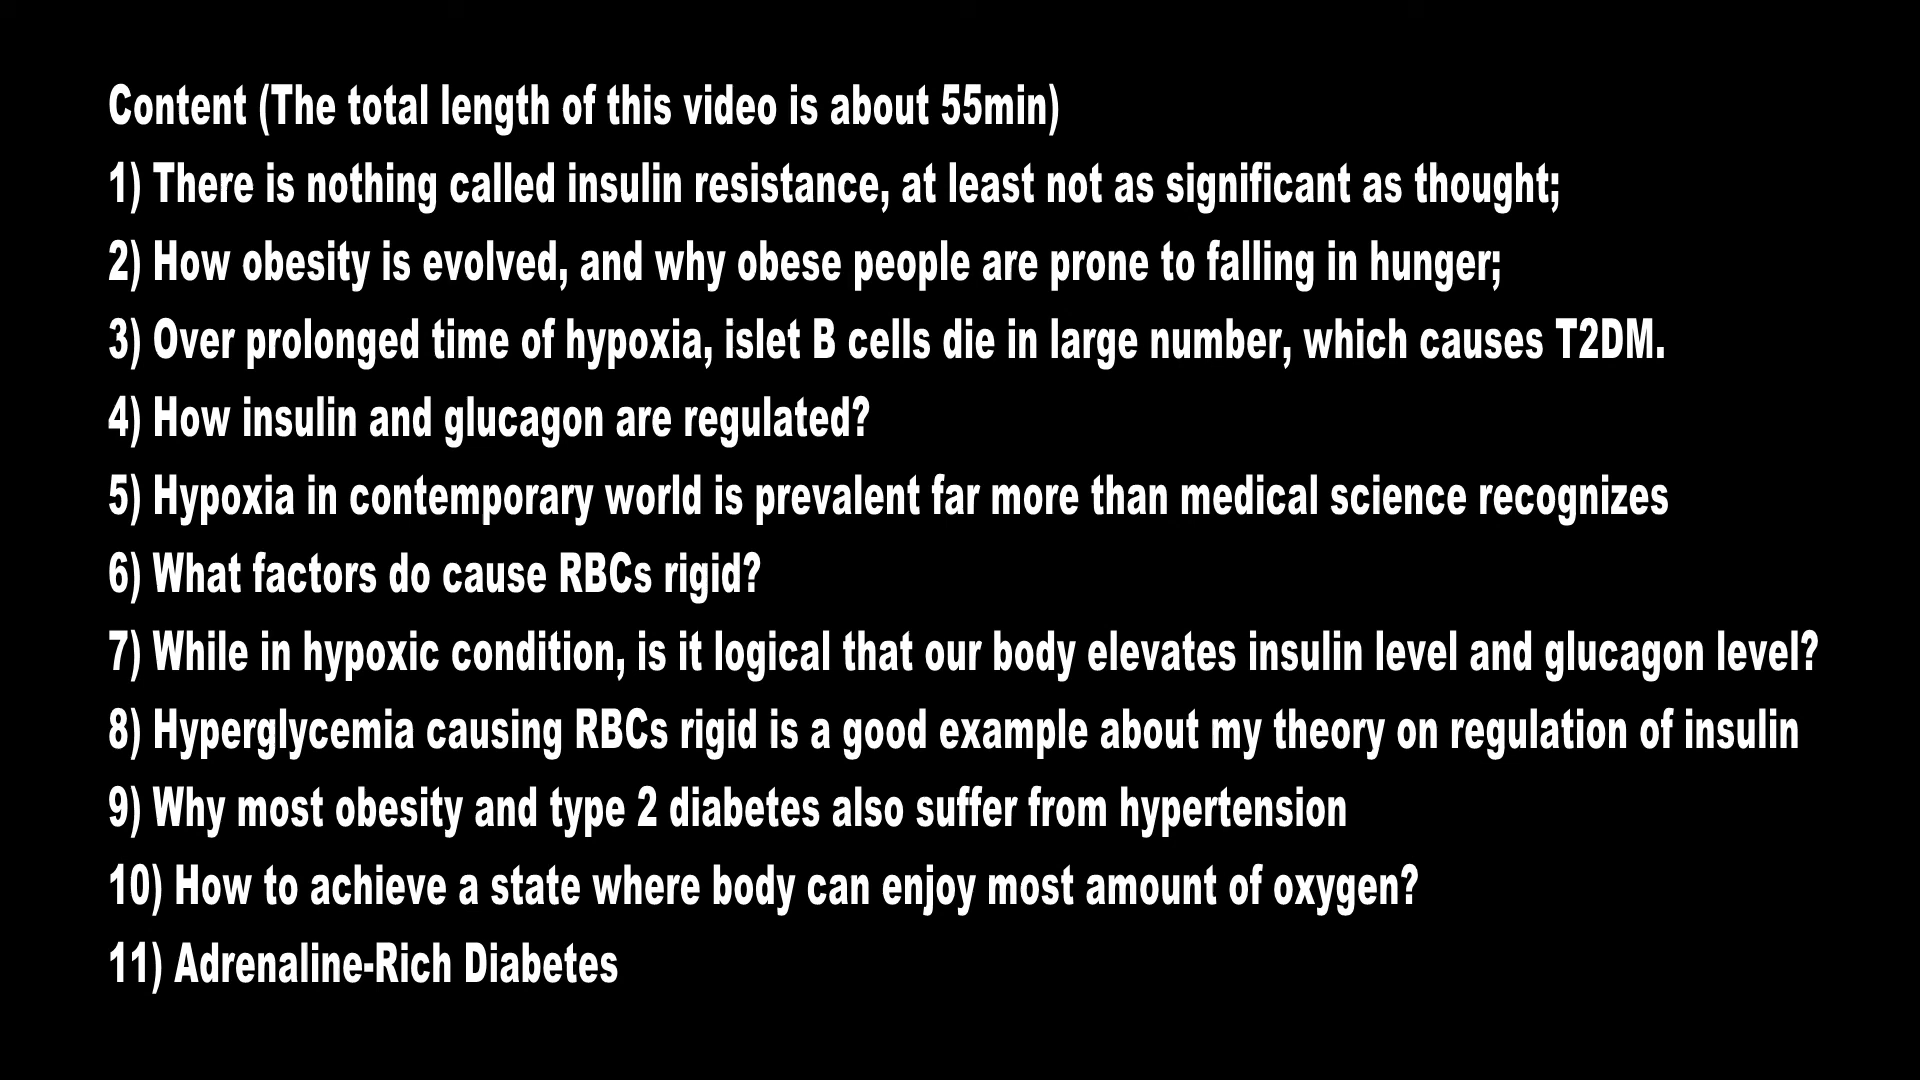 Content (The total length of this video is about 55min)
1) There is nothing called insulin resistance, at least not as significant as thought;
2) How obesity is evolved, and why obese people are prone to falling in hunger;
3) Over prolonged time of hypoxia, islet B cells die in large number, which causes T2DM.
4) How insulin and glucagon are regulated?
5) Hypoxia in contemporary world is prevalent far more than medical science recognizes
6) What factors do cause RBCs rigid?
7) While in hypoxic condition, is it logical that our body elevates insulin level and glucagon level?
8) Hyperglycemia causing RBCs rigid is a good example about my theory on regulation of insulin
9) Why most obesity and type 2 diabetes also suffer from hypertension
10) How to achieve a state where body can enjoy most amount of oxygen?
11) Adrenaline-Rich Diabetes